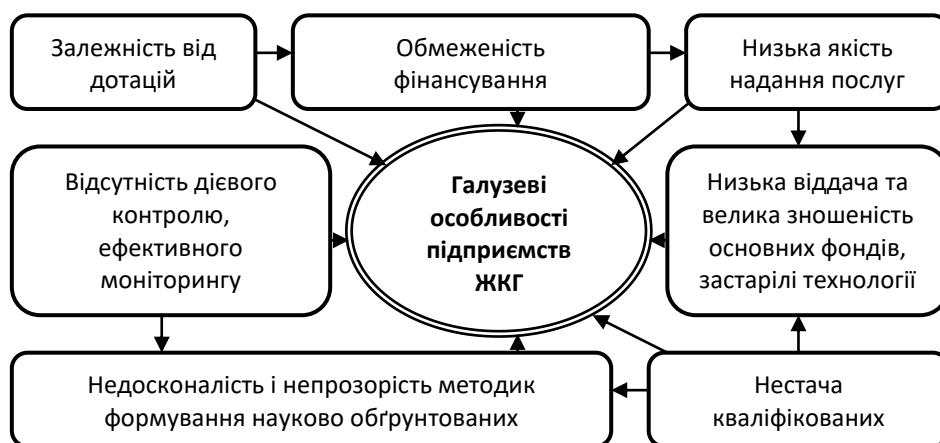 Залежність від
дотацій
Обмеженість
фінансування
Низька якість
надання послуг
Відсутність дієвого
контролю,
ефективного
моніторингу
Галузеві
особливості
підприємств
ЖКГ
Низька віддача та
велика зношеність
основних фондів,
застарілі технології
Недосконалість і непрозорість методик
формування науково обґрунтованих
Нестача
кваліфікованих